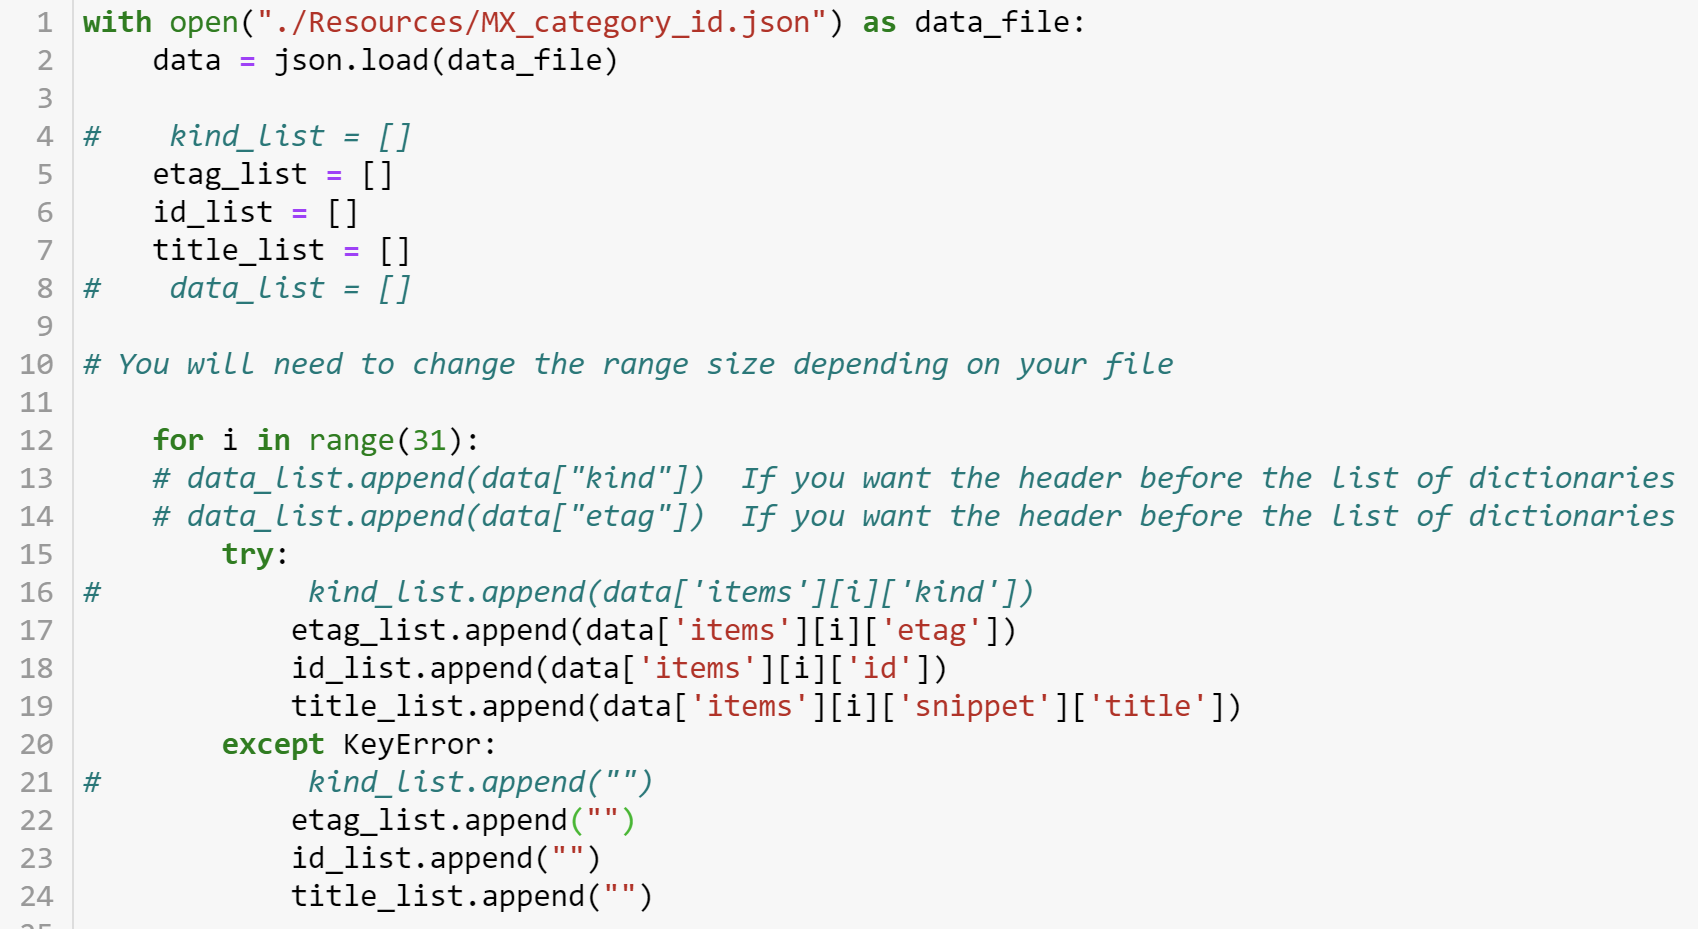 1 with open("./Resources/MX_category_id.json") as data_file:
2     data = json.load(data_file)
3
4 #    kind_list = []
5     etag_list = []
6     id_list = []
7     title_list = []
8 #    data_list = []
9
10 # You will need to change the range size depending on your file
11
12     for i in range(31):
13     # data_list.append(data["kind"])  If you want the header before the list of dictionaries
14     # data_list.append(data["etag"])  If you want the header before the list of dictionaries
15         try:
16 #            kind_list.append(data['items'][i]['kind'])
17             etag_list.append(data['items'][i]['etag'])
18             id_list.append(data['items'][i]['id'])
19             title_list.append(data['items'][i]['snippet']['title'])
20         except KeyError:
21 #            kind_list.append("")
22             etag_list.append("")
23             id_list.append("")
24             title_list.append("")